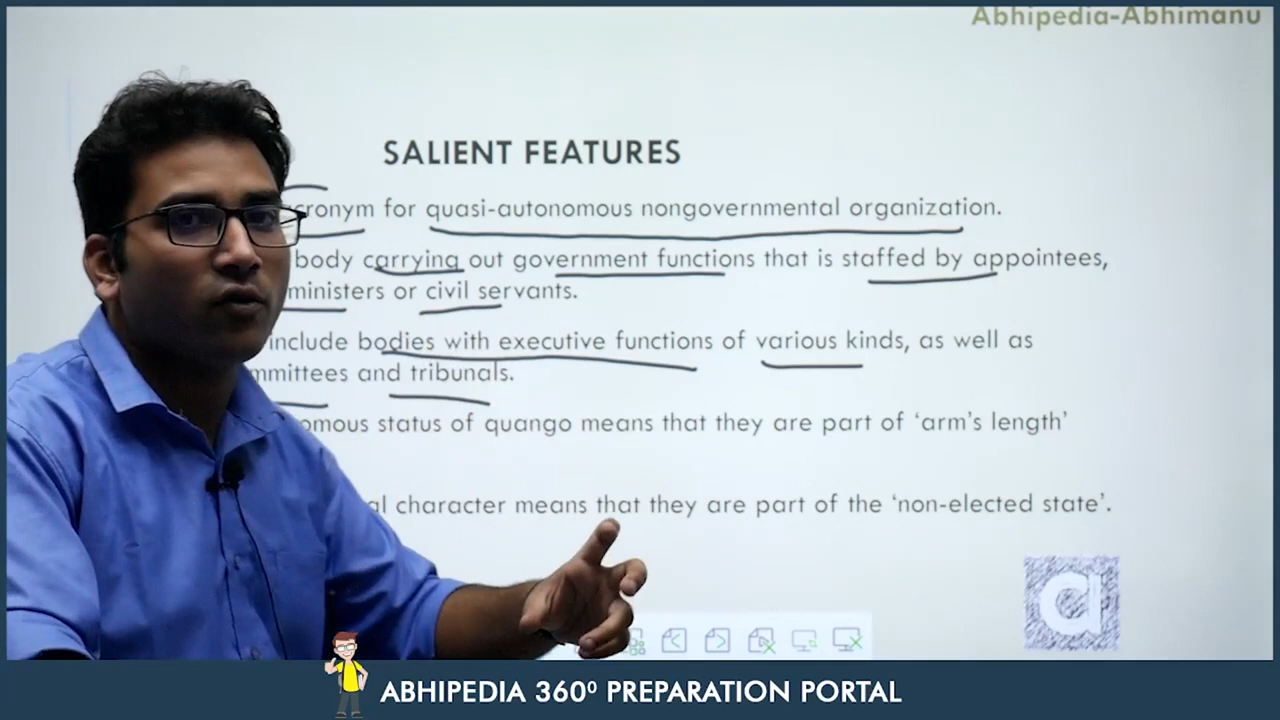 Abhipedia-Abhimanu
SALIENT FEATURES
cronym for quasi-autonomous nongovernmental organization.
body carrying out government functions that is staffed by appointees,
ministers or civil servants.
include bodies with executive functions of various kinds, as well as
mmittees and tribunals.
omous status of quango means that they are part of ‘arm’s length’
al character means that they are part of the ‘non-elected state’.
a
ABHIPEDIA 360⁰ PREPARATION PORTAL